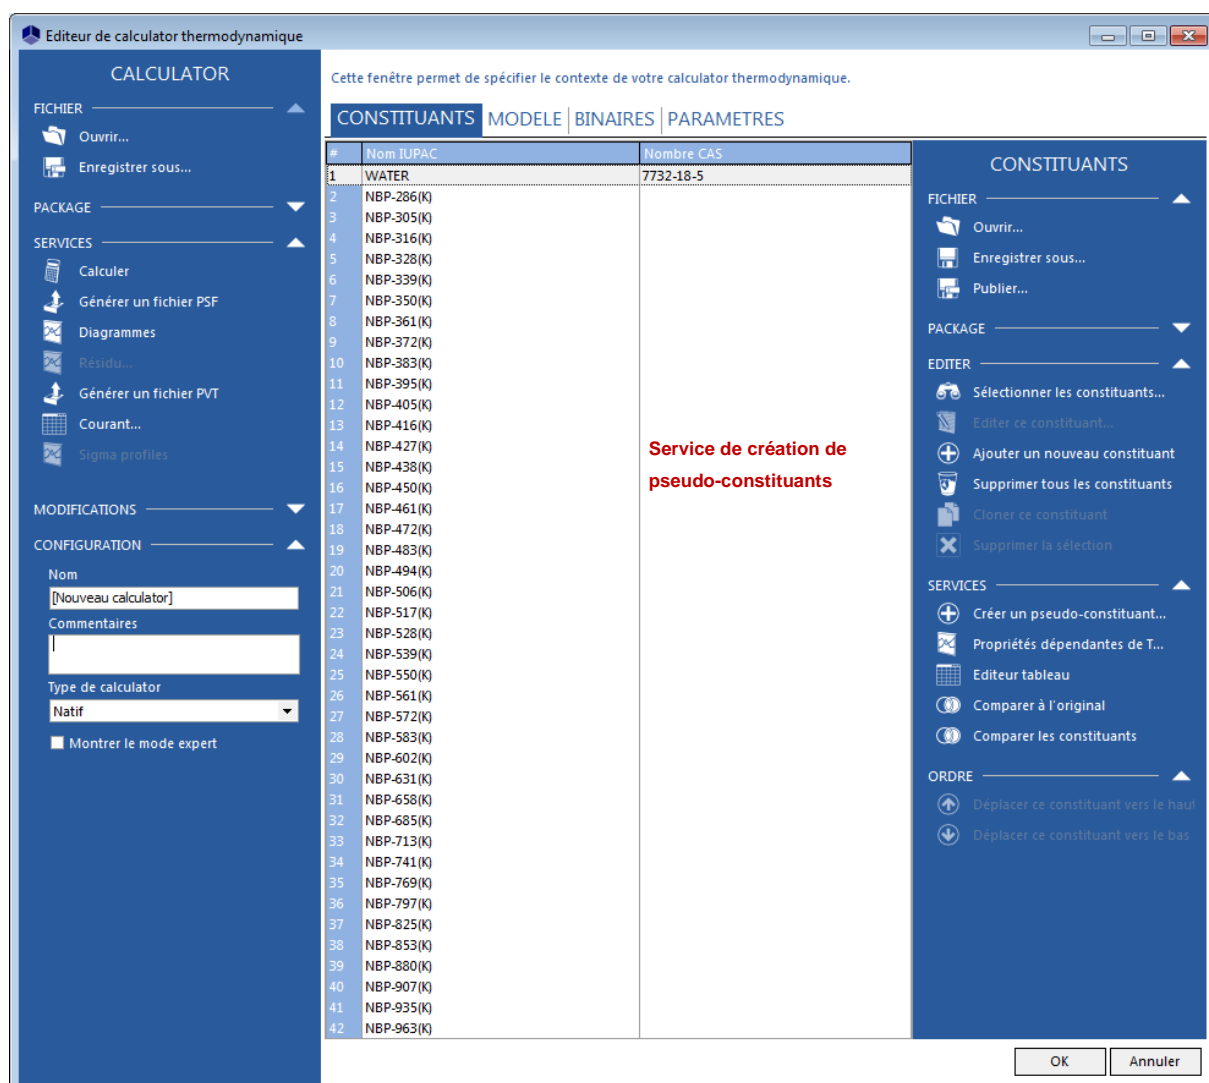 Editeur de calculator thermodynamique
CALCULATOR
FICHIER
Ouvrir...
Enregistrer sous...
PACKAGE
SERVICES
Calculer
Générer un fichier PSF
Diagrammes
Résidu...
Générer un fichier PVT
Courant...
Sigma profiles
MODIFICATIONS
CONFIGURATION
Nom
[Nouveau calculator]
Commentaires
Type de calculator
Natif
Montrer le mode expert
Cette fenêtre permet de spécifier le contexte de votre calculator thermodynamique.
CONSTITUANTS MODELE BINAIRES PARAMETRES
# Nom IUPAC Nombre CAS
1 WATER 7732-18-5
2 NBP-286(K)
3 NBP-305(K)
4 NBP-316(K)
5 NBP-328(K)
6 NBP-339(K)
7 NBP-350(K)
8 NBP-361(K)
9 NBP-372(K)
10 NBP-383(K)
11 NBP-395(K)
12 NBP-405(K)
13 NBP-416(K)
14 NBP-427(K)
15 NBP-438(K)
16 NBP-450(K)
17 NBP-461(K)
18 NBP-472(K)
19 NBP-483(K)
20 NBP-494(K)
21 NBP-506(K)
22 NBP-517(K)
23 NBP-528(K)
24 NBP-539(K)
25 NBP-550(K)
26 NBP-561(K)
27 NBP-572(K)
28 NBP-583(K)
29 NBP-602(K)
30 NBP-631(K)
31 NBP-658(K)
32 NBP-685(K)
33 NBP-713(K)
34 NBP-741(K)
35 NBP-769(K)
36 NBP-797(K)
37 NBP-825(K)
38 NBP-853(K)
39 NBP-880(K)
40 NBP-907(K)
41 NBP-935(K)
42 NBP-963(K)
Service de création de
pseudo-constituants
CONSTITUANTS
FICHIER
Ouvrir...
Enregistrer sous...
Publier...
PACKAGE
EDITER
Sélectionner les constituants...
Editer ce constituant...
Ajouter un nouveau constituant
Supprimer tous les constituants
Cloner ce constituant
Supprimer la sélection
SERVICES
Créer un pseudo-constituant...
Propriétés dépendantes de T...
Editeur tableau
Comparer à l'original
Comparer les constituants
ORDRE
Déplacer ce constituant vers le haut
Déplacer ce constituant vers le bas
OK Annuler